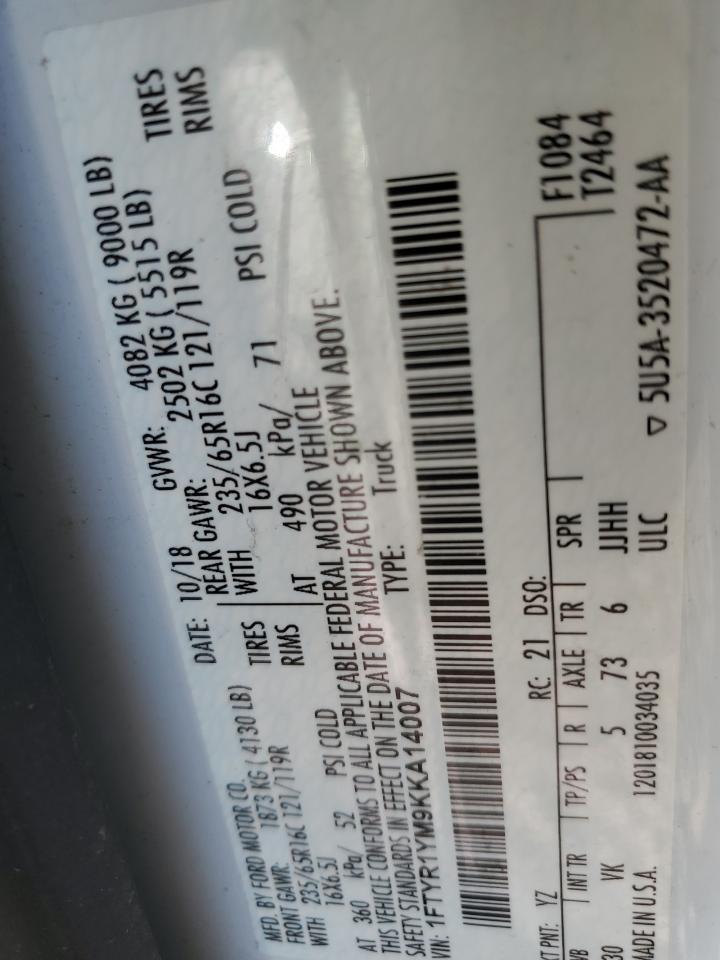 MFD. BY FORD MOTOR CO.
DATE: 10/18 GVWR: 4082 KG ( 9000 LB)
FRONT GAWR: 1873 KG ( 4130 LB) REAR GAWR: 2502 KG ( 5515 LB)
WITH 235/65R16C 121/119R TIRES WITH 235/65R16C 121/119R TIRES
16X6.5J RIMS 16X6.5J RIMS
AT 360 kPa/ 52 PSI COLD AT 490 kPa/ 71 PSI COLD
THIS VEHICLE CONFORMS TO ALL APPLICABLE FEDERAL MOTOR VEHICLE
SAFETY STANDARDS IN EFFECT ON THE DATE OF MANUFACTURE SHOWN ABOVE.
VIN: 1FTYR1YM9KKA14007 TYPE: Truck
PNT: YZ RC: 21 DSO: F1084
INT TR TP/PS R AXLE TR SPR T2464
30 VK 5 73 6 JJHH
MADE IN U.S.A. 1201810034035 ULC ▽ 5U5A-3520472-AA